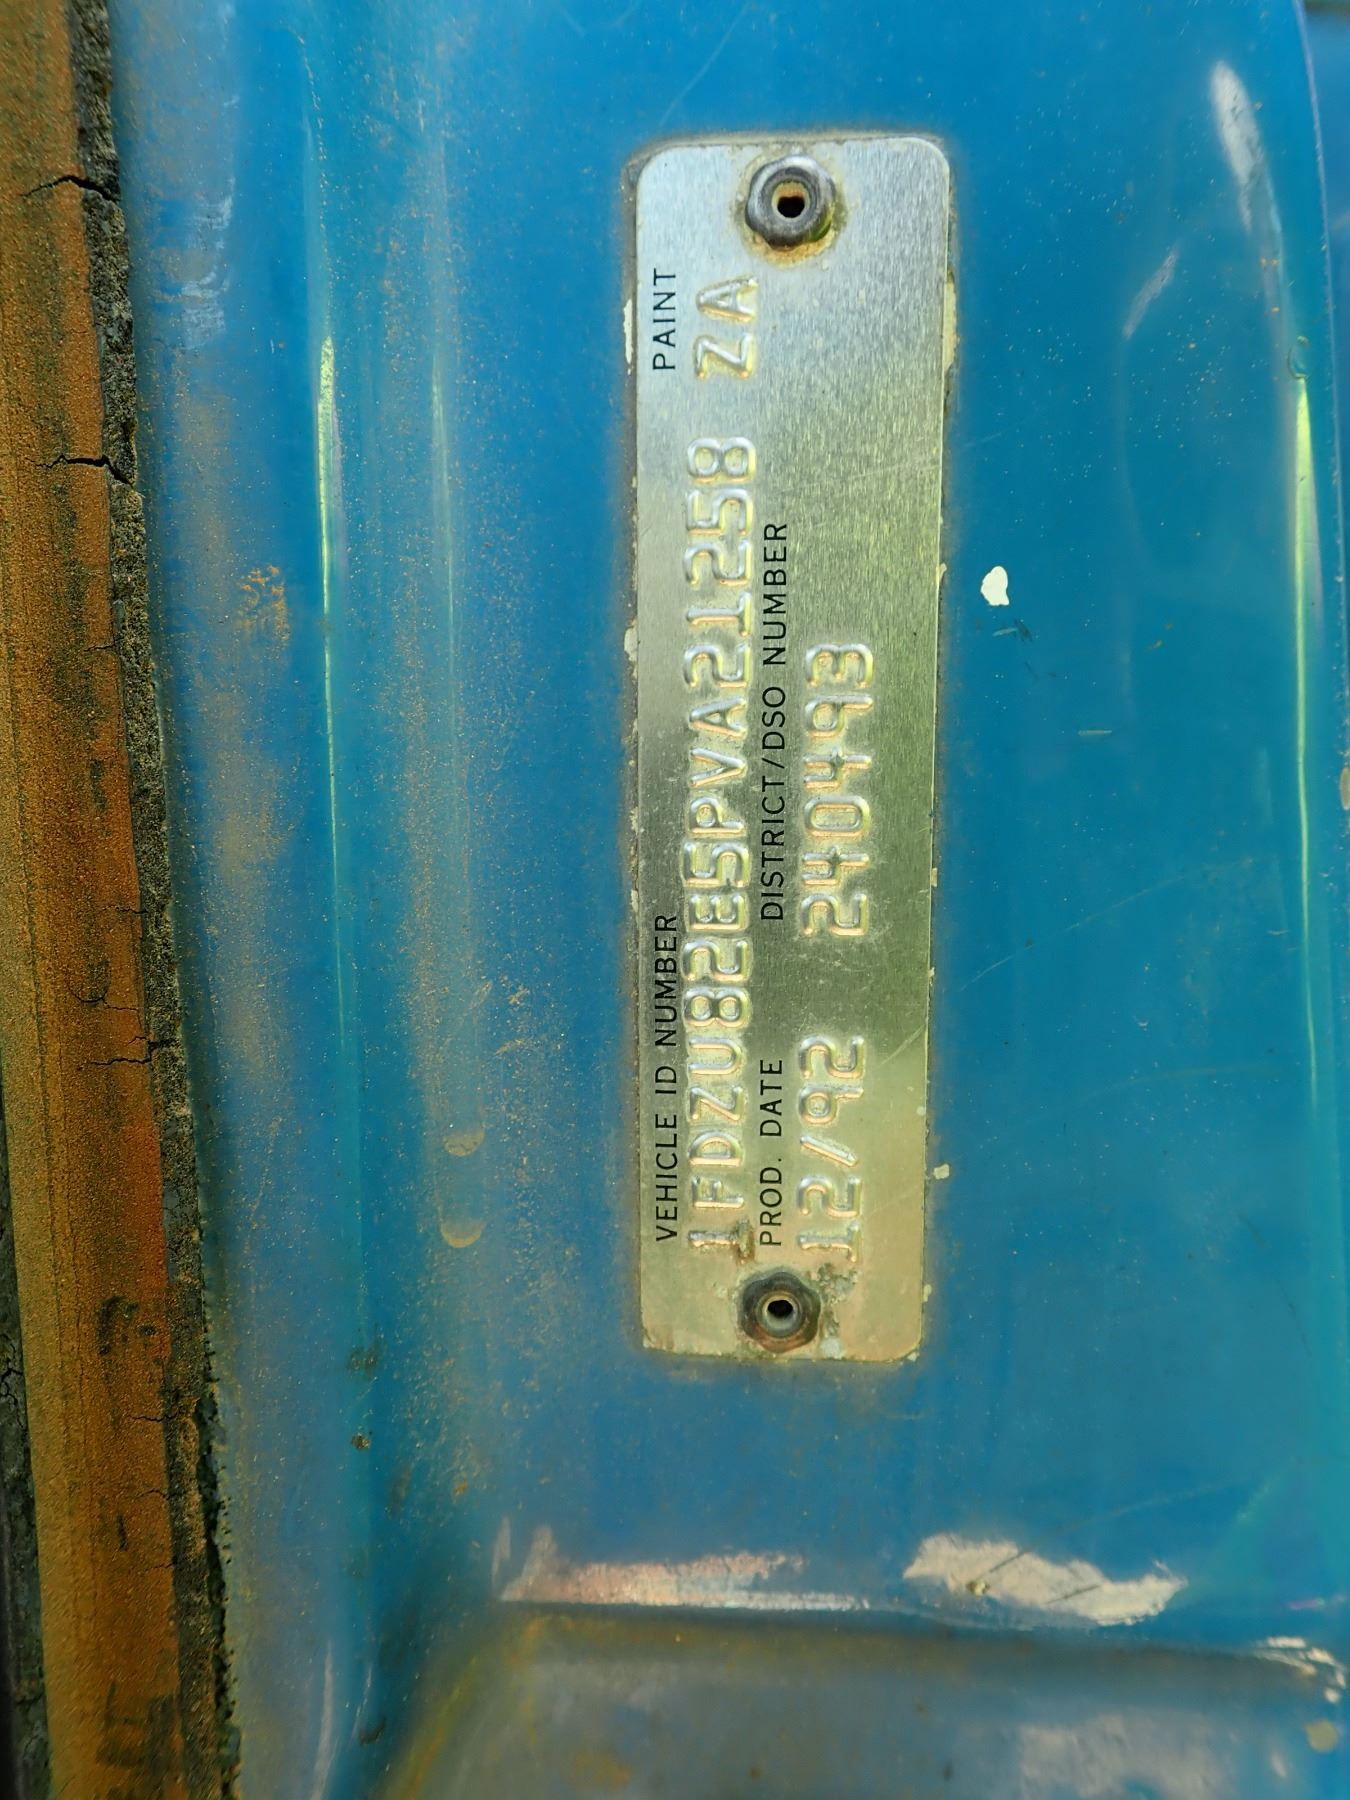 VEHICLE ID NUMBER PAINT
1FDZU82E5PVA21258 ZA
PROD. DATE DISTRICT/DSO NUMBER
12/92 240493